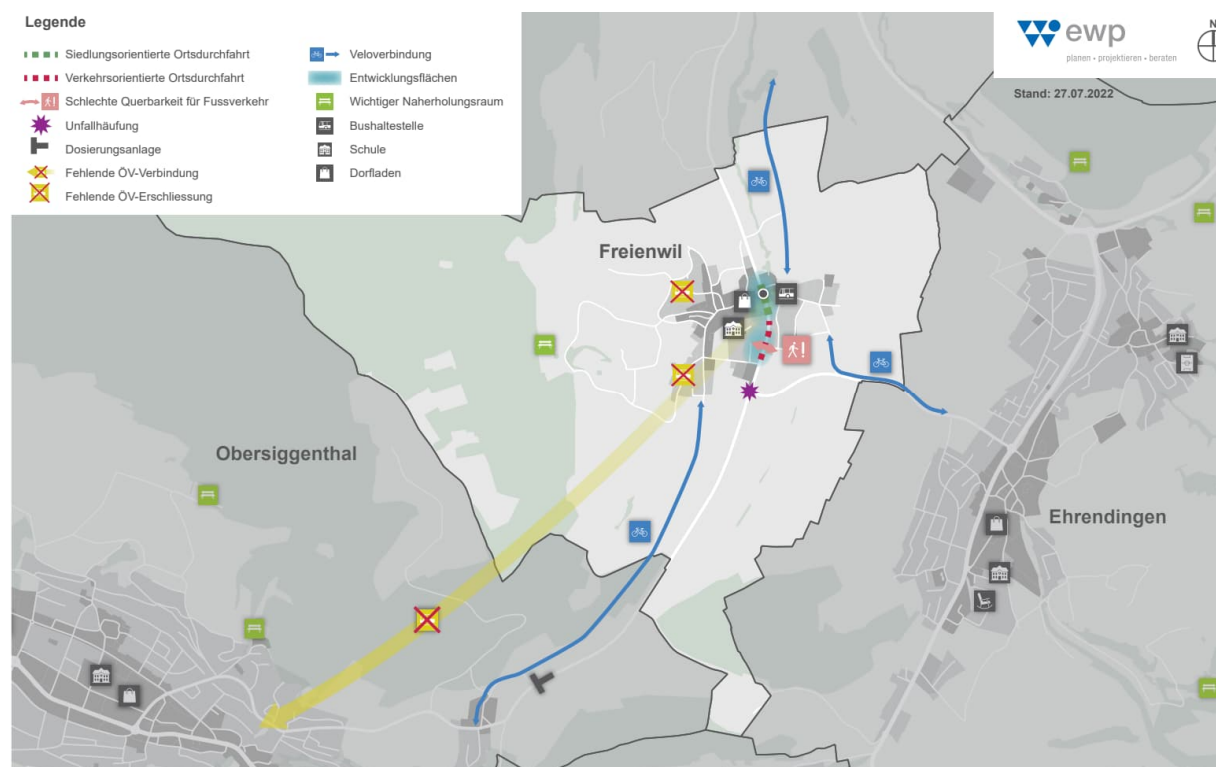 Legende
Siedlungsorientierte Ortsdurchfahrt
Verkehrsorientierte Ortsdurchfahrt
Schlechte Querbarkeit für Fussverkehr
Unfallhäufung
Dosierungsanlage
Fehlende ÖV-Verbindung
Fehlende ÖV-Erschliessung
Veloverbindung
Entwicklungsflächen
Wichtiger Naherholungsraum
Bushaltestelle
Schule
Dorfladen
ewp
planen • projektieren • beraten
N
Stand: 27.07.2022
Freienwil
Obersiggenthal
Ehrendingen